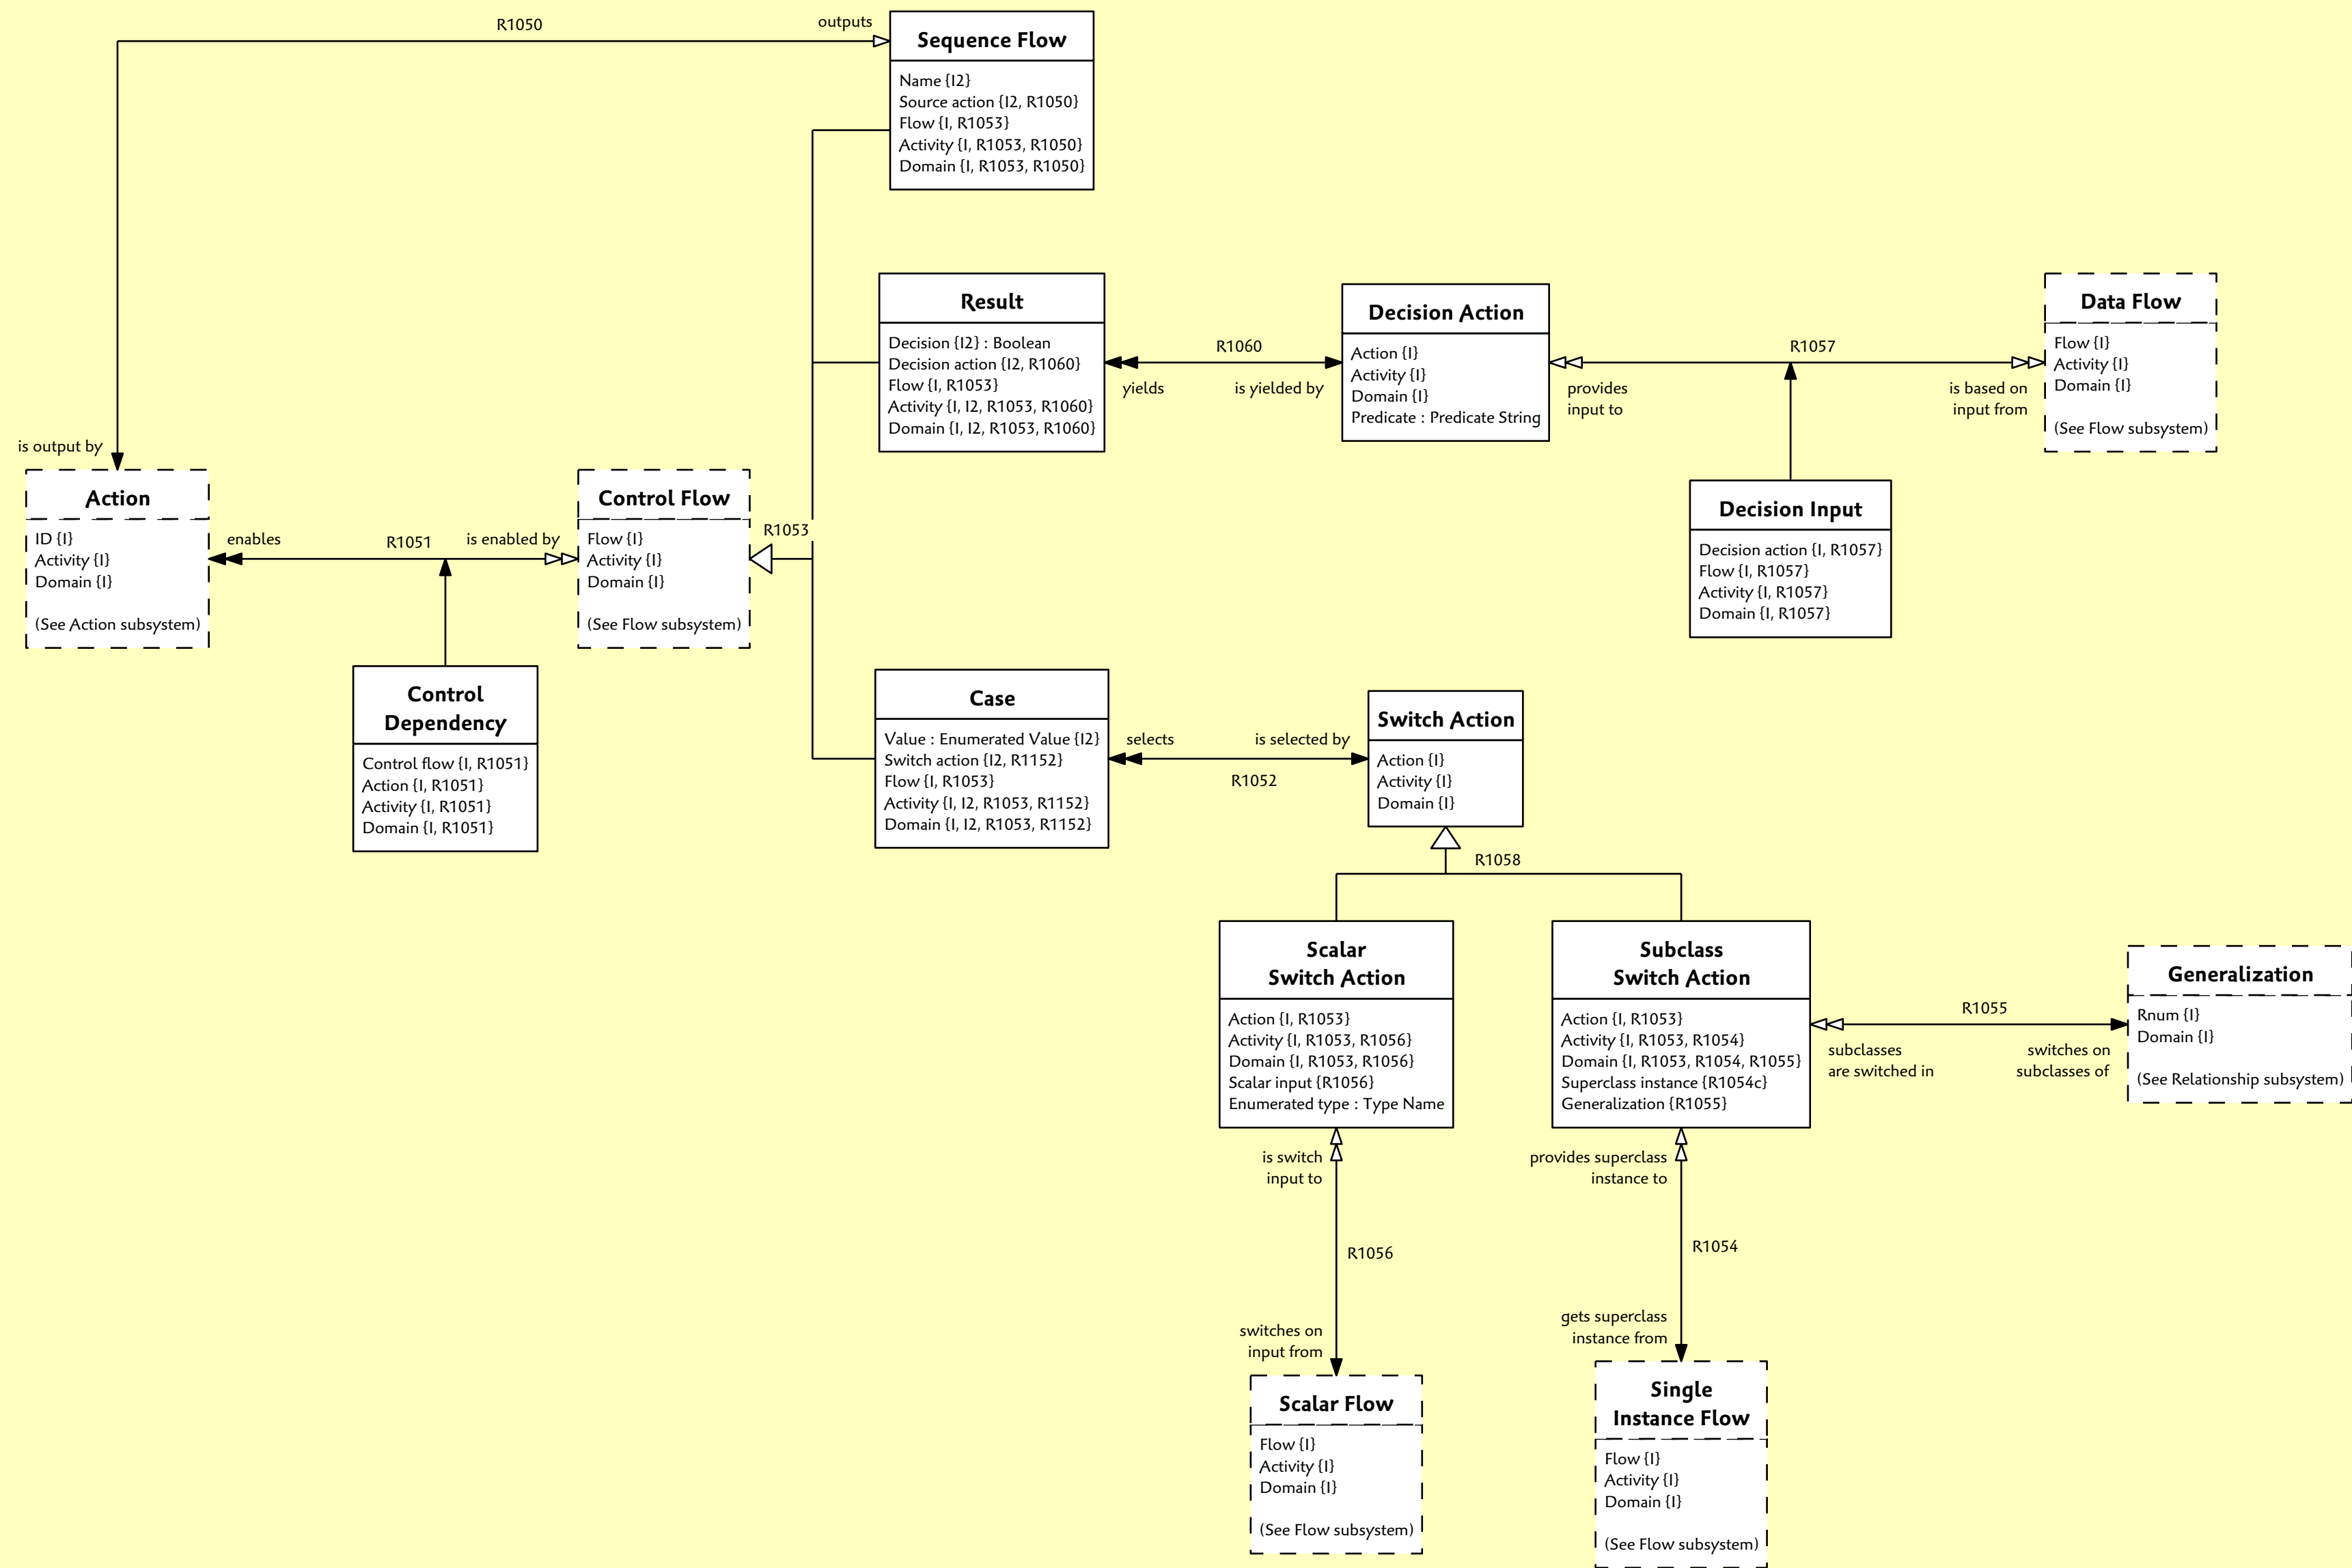 R1050
outputs
Sequence Flow
Name {I2}
Source action {I2, R1050}
Flow {I, R1053}
Activity {I, R1053, R1050}
Domain {I, R1053, R1050}
Result
Decision {I2} : Boolean
Decision action {I2, R1060}
Flow {I, R1053}
Activity {I, I2, R1053, R1060}
Domain {I, I2, R1053, R1060}
R1060
yields
is yielded by
Decision Action
Action {I}
Activity {I}
Domain {I}
Predicate : Predicate String
R1057
provides
input to
is based on
input from
Data Flow
Flow {I}
Activity {I}
Domain {I}
(See Flow subsystem)
Decision Input
Decision action {I, R1057}
Flow {I, R1057}
Activity {I, R1057}
Domain {I, R1057}
is output by
Action
ID {I}
Activity {I}
Domain {I}
(See Action subsystem)
enables
R1051
is enabled by
Control Flow
Flow {I}
Activity {I}
Domain {I}
(See Flow subsystem)
R1053
Control
Dependency
Control flow {I, R1051}
Action {I, R1051}
Activity {I, R1051}
Domain {I, R1051}
Case
Value : Enumerated Value {I2}
Switch action {I2, R1152}
Flow {I, R1053}
Activity {I, I2, R1053, R1152}
Domain {I, I2, R1053, R1152}
selects
is selected by
R1052
Switch Action
Action {I}
Activity {I}
Domain {I}
R1058
Scalar
Switch Action
Action {I, R1053}
Activity {I, R1053, R1056}
Domain {I, R1053, R1056}
Scalar input {R1056}
Enumerated type : Type Name
Subclass
Switch Action
Action {I, R1053}
Activity {I, R1053, R1054}
Domain {I, R1053, R1054, R1055}
Superclass instance {R1054c}
Generalization {R1055}
R1055
subclasses
are switched in
switches on
subclasses of
Generalization
Rnum {I}
Domain {I}
(See Relationship subsystem)
is switch
input to
R1056
switches on
input from
Scalar Flow
Flow {I}
Activity {I}
Domain {I}
(See Flow subsystem)
provides superclass
instance to
R1054
gets superclass
instance from
Single
Instance Flow
Flow {I}
Activity {I}
Domain {I}
(See Flow subsystem)